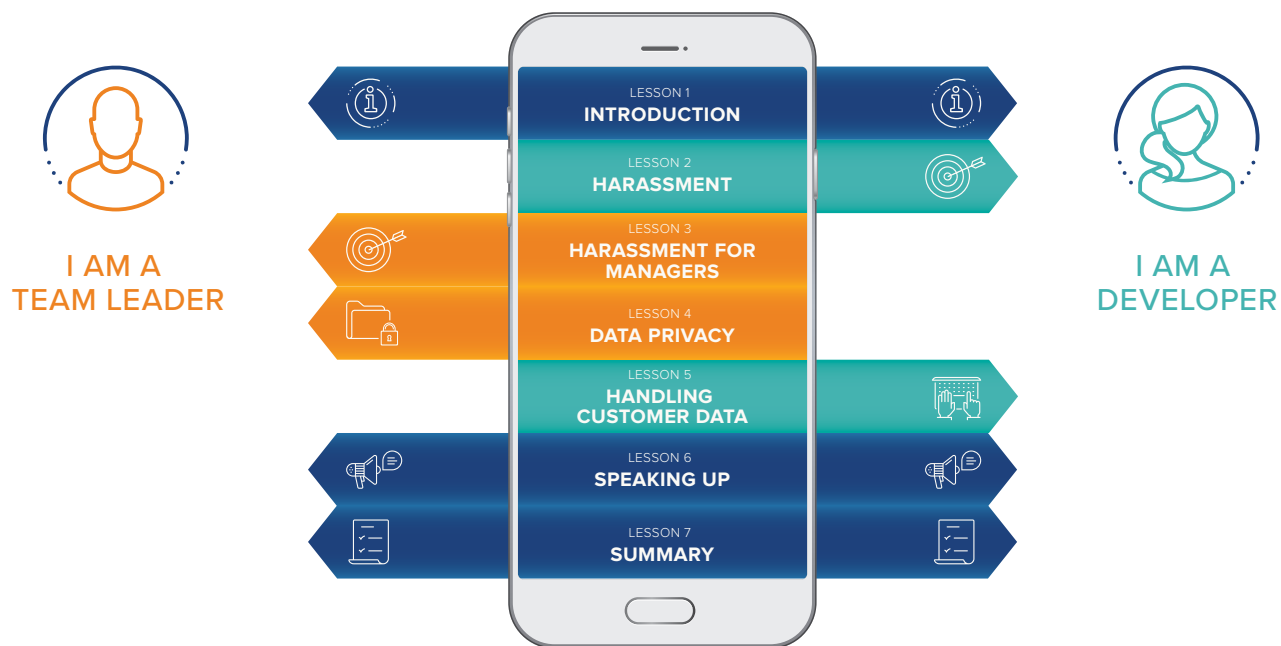 I AM A
TEAM LEADER
LESSON 1
INTRODUCTION
LESSON 2
HARASSMENT
LESSON 3
HARASSMENT FOR
MANAGERS
LESSON 4
DATA PRIVACY
LESSON 5
HANDLING
CUSTOMER DATA
LESSON 6
SPEAKING UP
LESSON 7
SUMMARY
I AM A
DEVELOPER